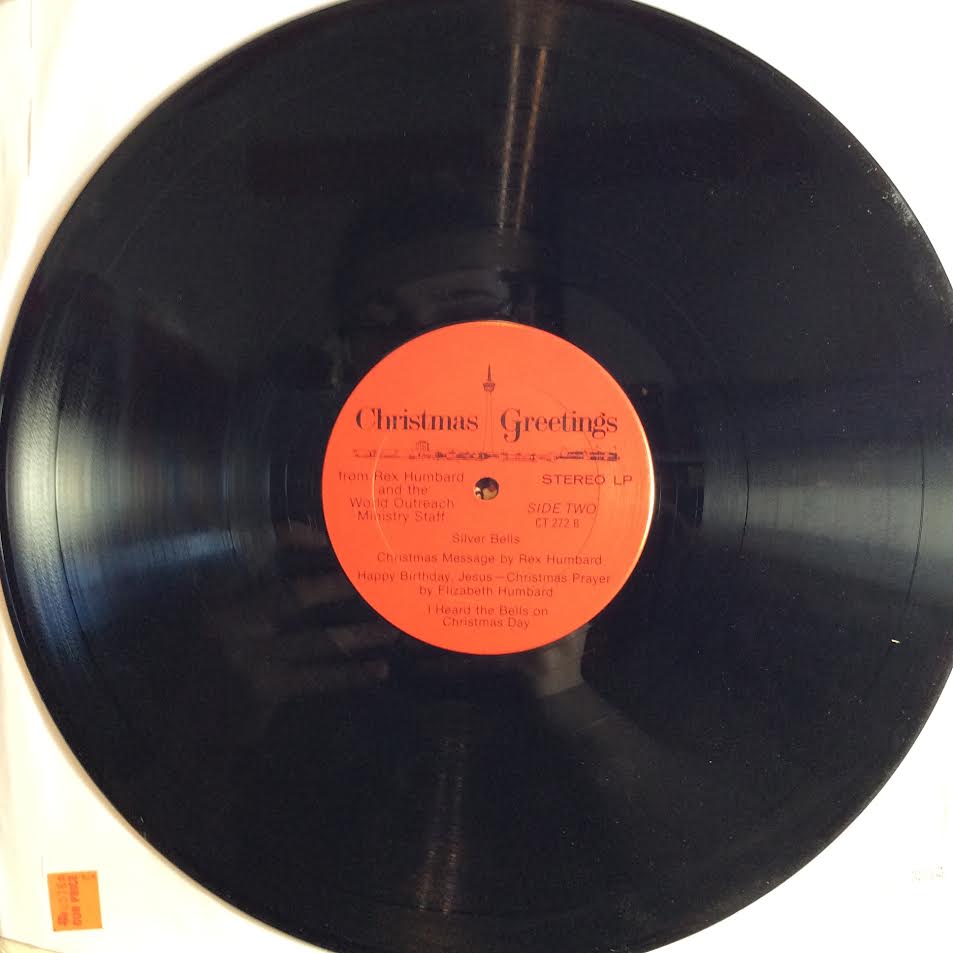 Christmas Greetings
from Rex Humbard
and the
World Outreach
Ministry Staff
STEREO LP
SIDE TWO
CT 272 B
Silver Bells
Christmas Message by Rex Humbard
Happy Birthday, Jesus—Christmas Prayer
by Elizabeth Humbard
I Heard the Bells on
Christmas Day
OUR PRICE